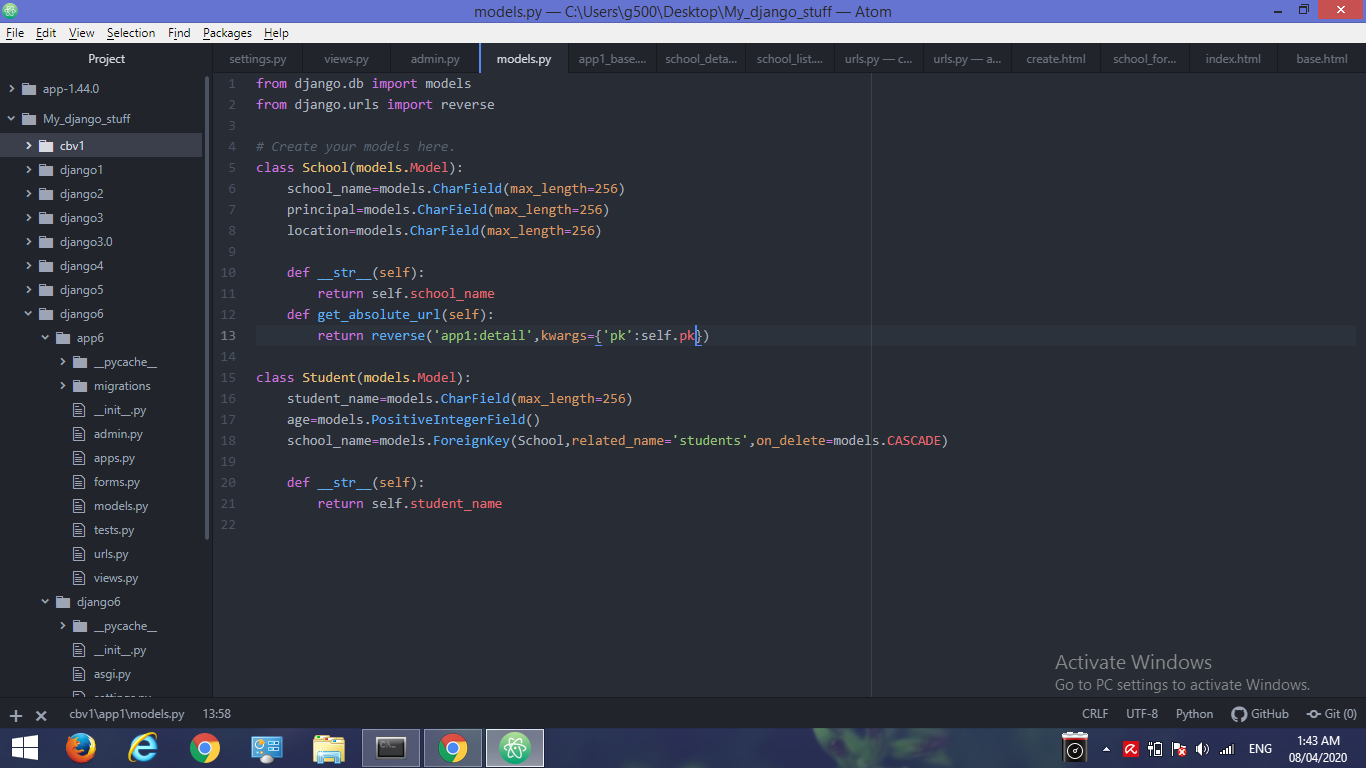 models.py — C:\Users\g500\Desktop\My_django_stuff — Atom
File Edit View Selection Find Packages Help
Project
settings.py views.py admin.py models.py app1_base.... school_deta... school_list.... urls.py — c... urls.py — a... create.html school_for... index.html base.html
app-1.44.0
My_django_stuff
cbv1
django1
django2
django3
django3.0
django4
django5
django6
app6
__pycache__
migrations
__init__.py
admin.py
apps.py
forms.py
models.py
tests.py
urls.py
views.py
django6
__pycache__
__init__.py
asgi.py
settings.py
1 from django.db import models
2 from django.urls import reverse
3
4 # Create your models here.
5 class School(models.Model):
6     school_name=models.CharField(max_length=256)
7     principal=models.CharField(max_length=256)
8     location=models.CharField(max_length=256)
9
10     def __str__(self):
11         return self.school_name
12     def get_absolute_url(self):
13         return reverse('app1:detail',kwargs={'pk':self.pk})
14
15 class Student(models.Model):
16     student_name=models.CharField(max_length=256)
17     age=models.PositiveIntegerField()
18     school_name=models.ForeignKey(School,related_name='students',on_delete=models.CASCADE)
19
20     def __str__(self):
21         return self.student_name
22
Activate Windows
Go to PC settings to activate Windows.
cbv1\app1\models.py 13:58 CRLF UTF-8 Python GitHub Git (0)
ENG 1:43 AM
08/04/2020